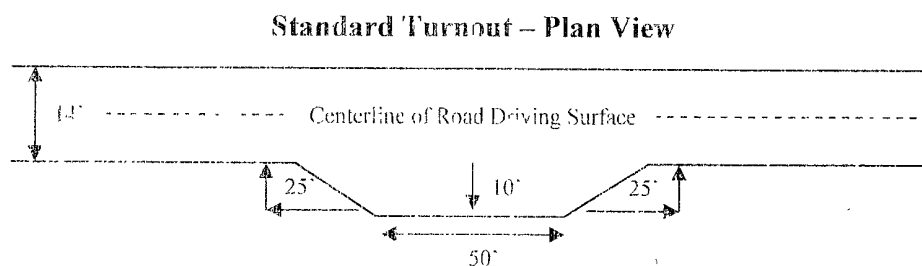 Standard Turnout – Plan View
14' Centerline of Road Driving Surface
25' 10' 25'
50'